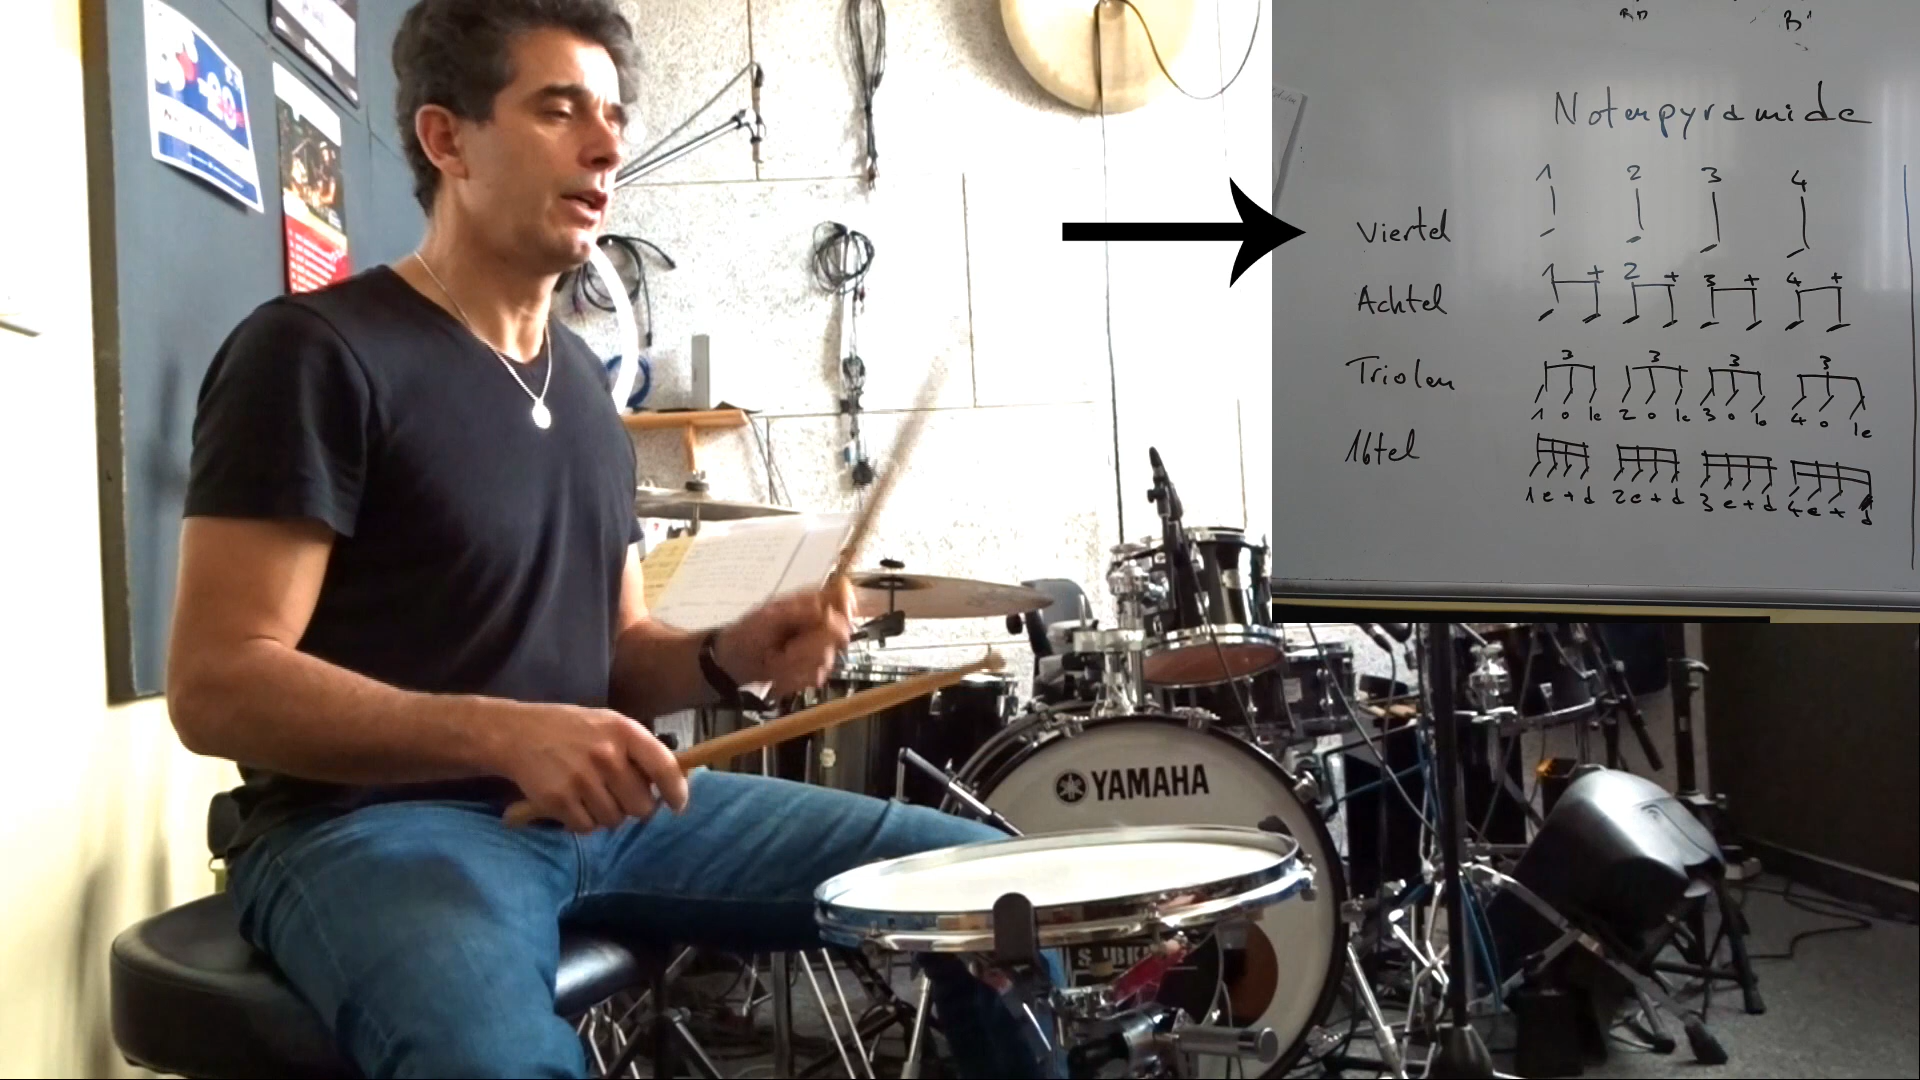 -20
Notenpyramide
1 2 3 4
Viertel
1 + 2 + 3 + 4 +
Achtel
3 3 3 3
Triolen
1 o le 2 o le 3 o le 4 o le
16tel
1 e + d 2 e + d 3 e + d 4 e + d
YAMAHA